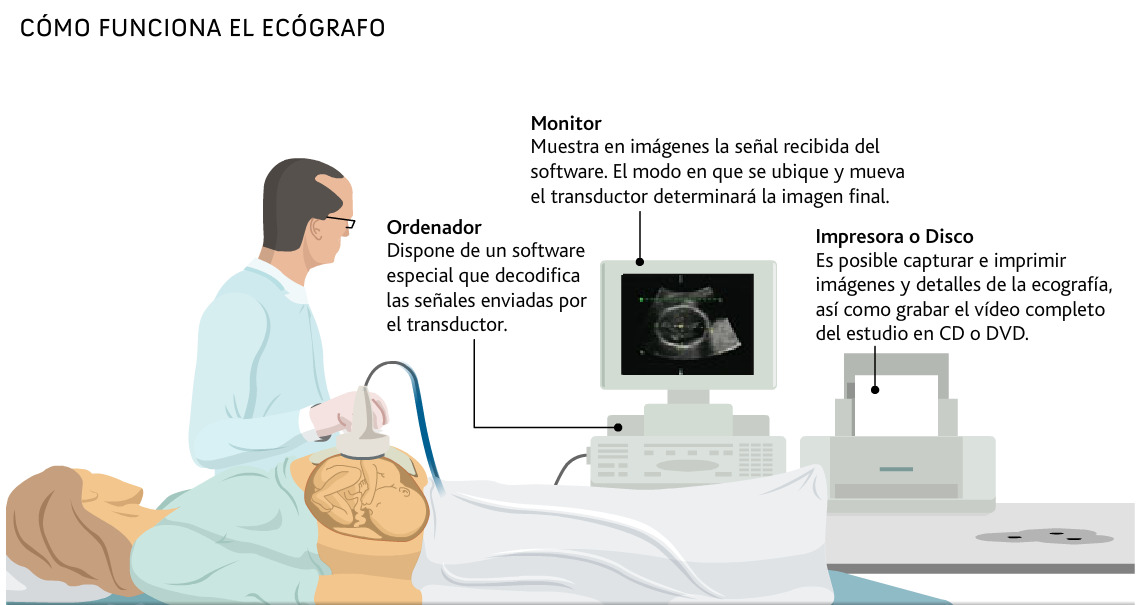 CÓMO FUNCIONA EL ECÓGRAFO
Monitor
Muestra en imágenes la señal recibida del
software. El modo en que se ubique y mueva
el transductor determinará la imagen final.
Ordenador
Dispone de un software
especial que decodifica
las señales enviadas por
el transductor.
Impresora o Disco
Es posible capturar e imprimir
imágenes y detalles de la ecografía,
así como grabar el vídeo completo
del estudio en CD o DVD.